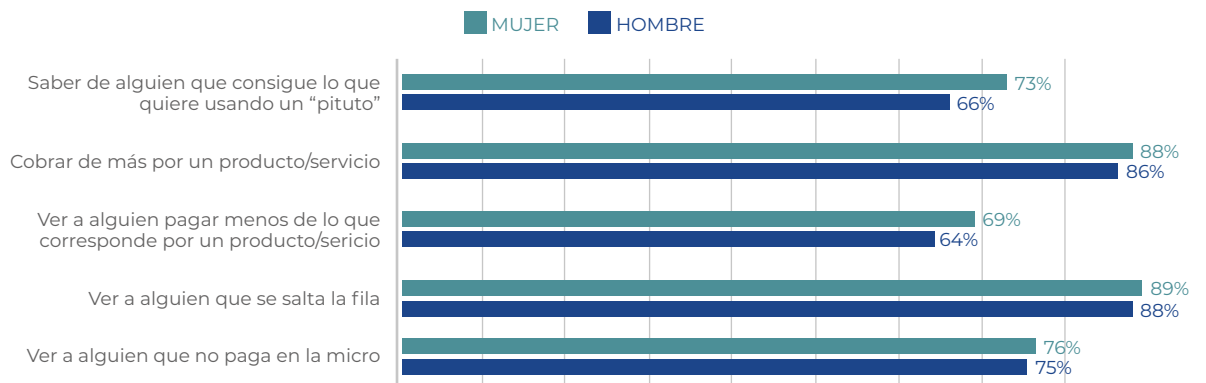 MUJER HOMBRE
Saber de alguien que consigue lo que
quiere usando un “pituto”
73%
66%
Cobrar de más por un producto/servicio
88%
86%
Ver a alguien pagar menos de lo que
corresponde por un producto/sericio
69%
64%
Ver a alguien que se salta la fila
89%
88%
Ver a alguien que no paga en la micro
76%
75%